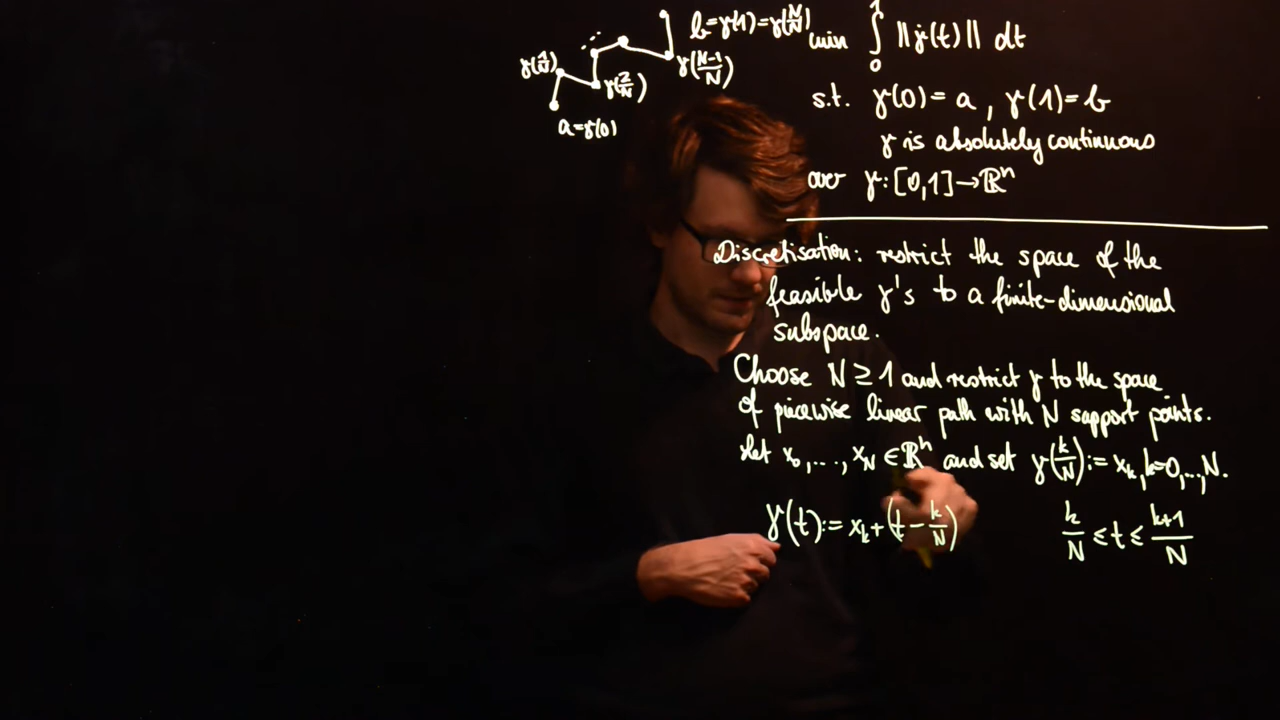 b=γ(1)=γ(N/N)
γ(1/N)
γ(2/N)
γ(N-1/N)
a=γ(0)
min ∫₀¹ ||γ̇(t)|| dt
s.t. γ(0)=a, γ(1)=b
γ is absolutely continuous
over γ:[0,1]→ℝⁿ
Discretisation: restrict the space of the
feasible γ's to a finite-dimensional
subspace.
Choose N ≥ 1 and restrict γ to the space
of piecewise linear path with N support points.
Let x₀,..., x_N ∈ ℝⁿ and set γ(k/N) := x_k, k=0,...,N.
γ(t) := x_k + (t - k/N) k/N ≤ t ≤ k+1/N